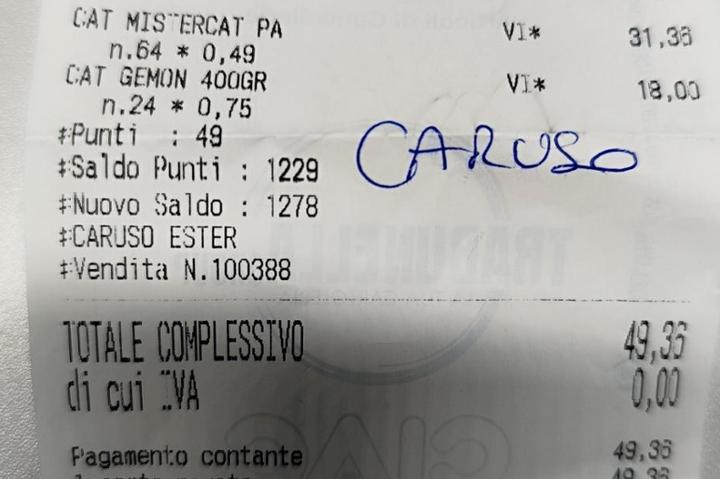 CAT MISTERCAT PA VI* 31,36
n.64 * 0,49
CAT GEMON 400GR VI* 18,00
n.24 * 0,75
‡Punti : 49
‡Saldo Punti : 1229
CARUSO
‡Nuovo Saldo : 1278
‡CARUSO ESTER
‡Vendita N.100388
TOTALE COMPLESSIVO 49,36
di cui IVA 0,00
Pagamento contante 49,36
49,36